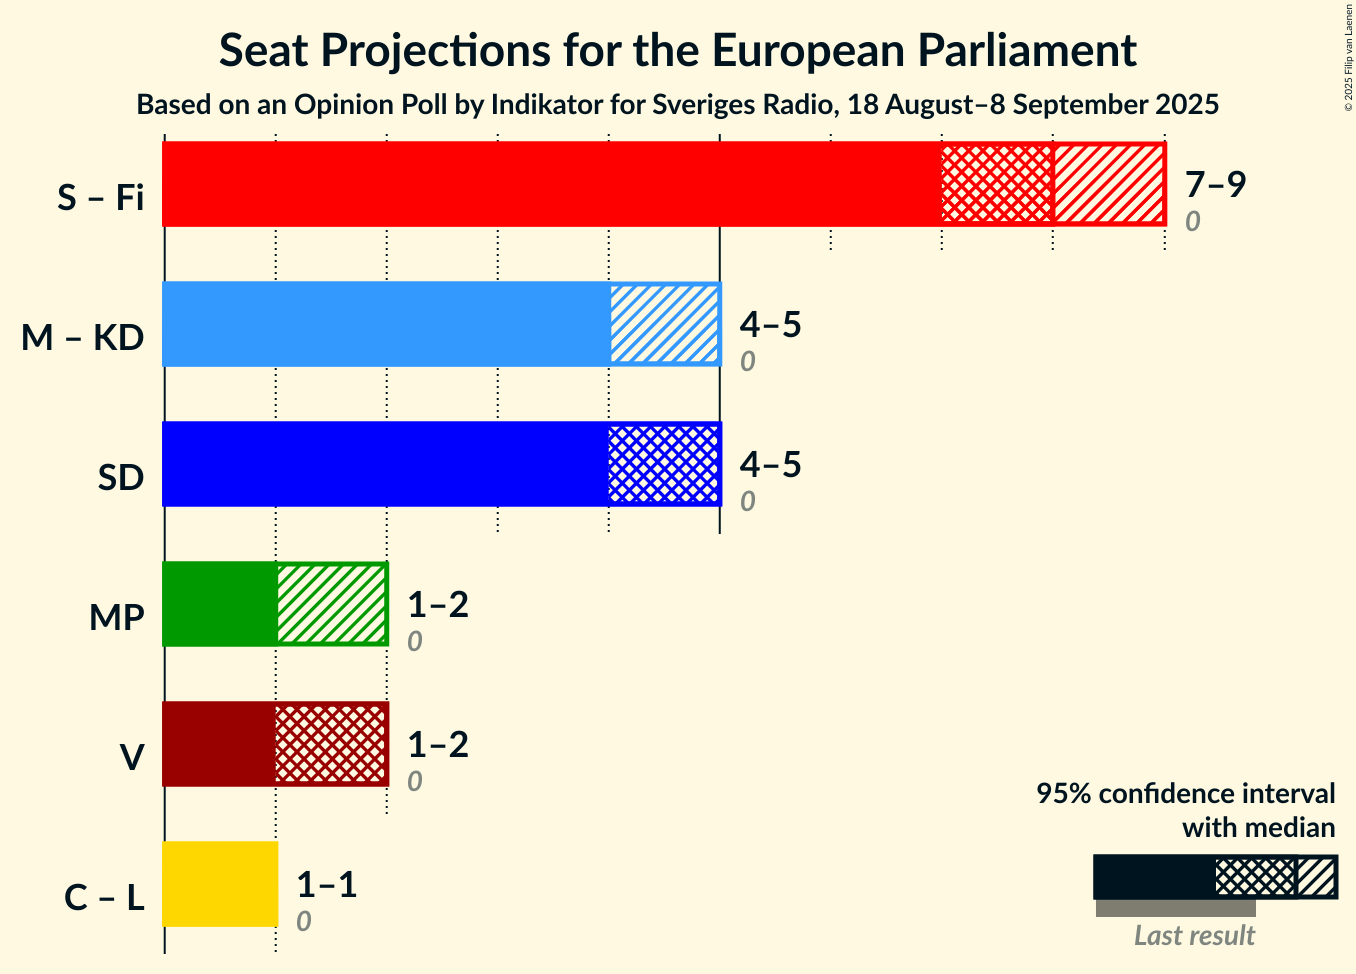 Seat Projections for the European Parliament
Based on an Opinion Poll by Indikator for Sveriges Radio, 18 August–8 September 2025
© 2025 Filip van Laenen
S – Fi
7–9
0
M – KD
4–5
0
SD
4–5
0
MP
1–2
0
V
1–2
0
C – L
1–1
0
95% confidence interval
with median
Last result